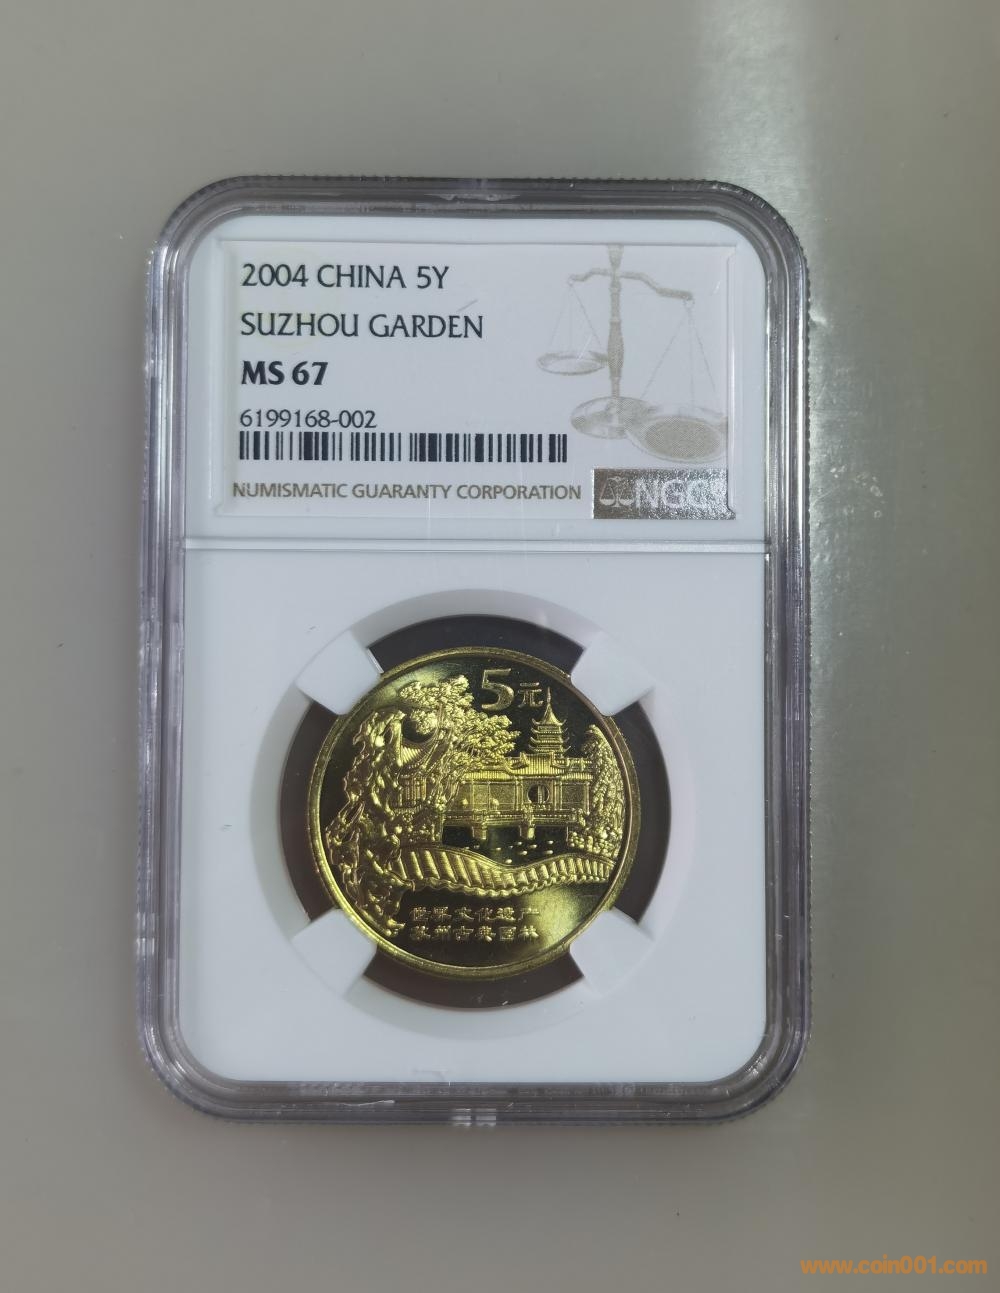 2004 CHINA 5Y
SUZHOU GARDEN
MS 67
6199168-002
NUMISMATIC GUARANTY CORPORATION
NGC
5元
世界文化遗产
苏州古典园林
www.coin001.com